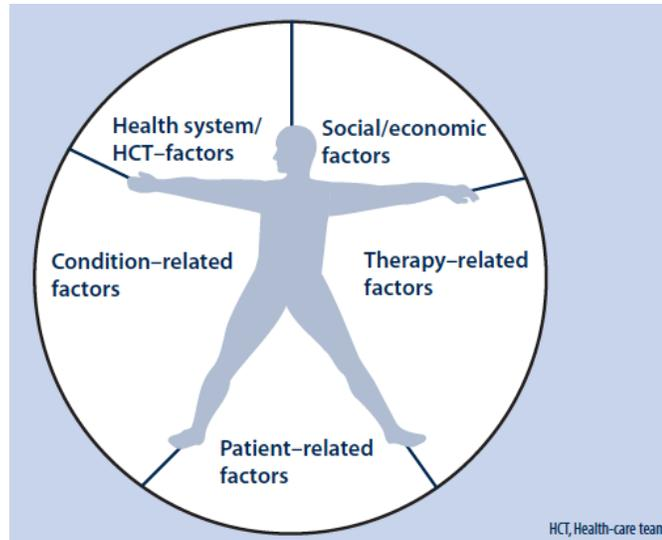 Health system/
HCT–factors
Social/economic
factors
Condition–related
factors
Therapy–related
factors
Patient–related
factors
HCT, Health-care team